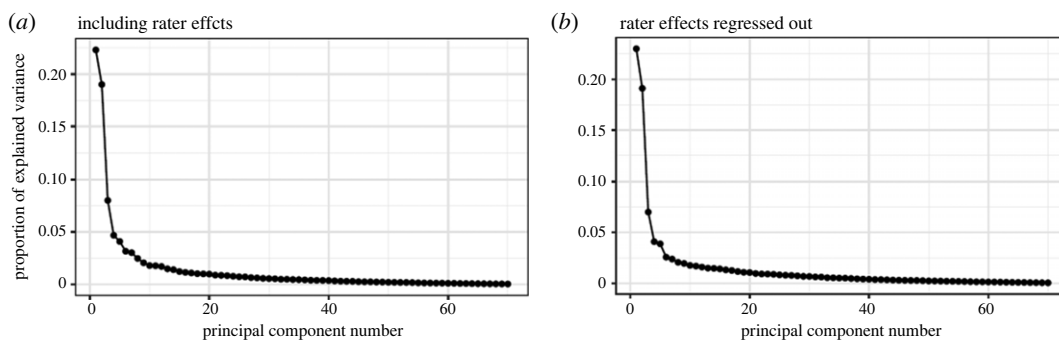 (a) including rater effcts
proportion of explained variance
0.20
0.15
0.10
0.05
0
0 20 40 60
principal component number
(b) rater effects regressed out
0.20
0.15
0.10
0.05
0
0 20 40 60
principal component number